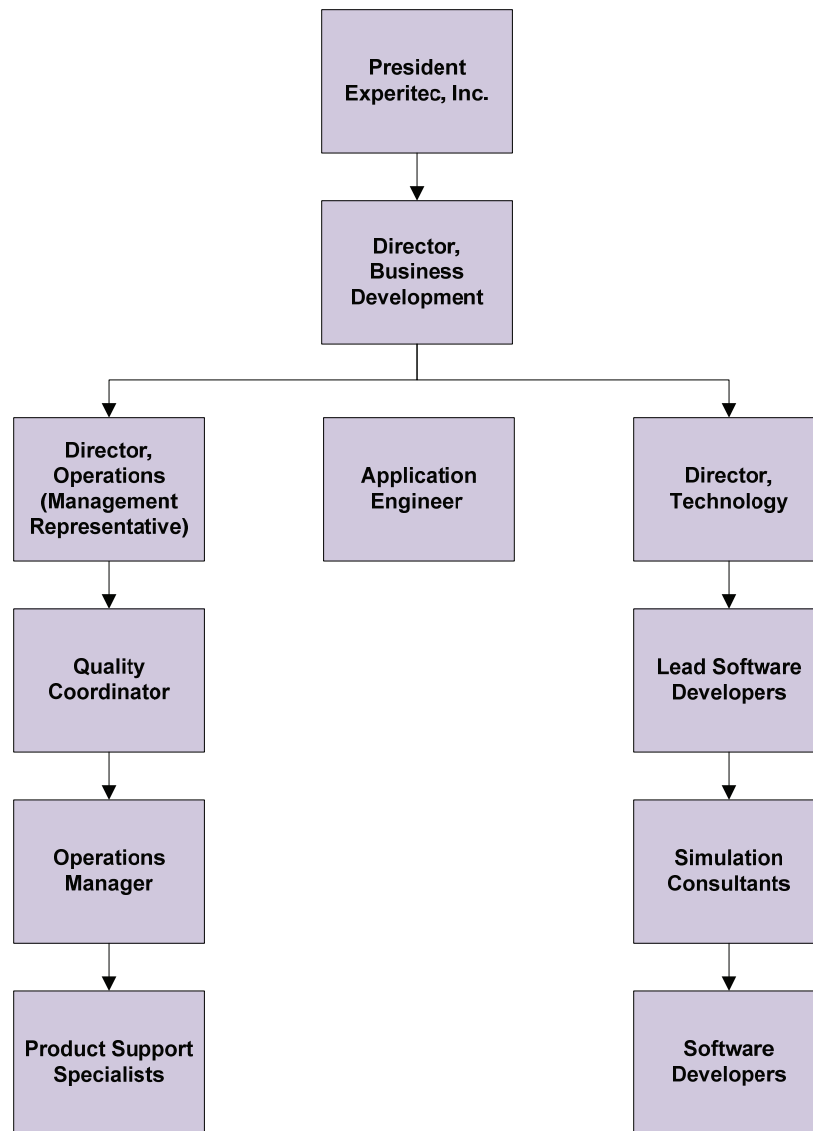 President
Experitec, Inc.
Director,
Business
Development
Director,
Operations
(Management
Representative)
Application
Engineer
Director,
Technology
Quality
Coordinator
Lead Software
Developers
Operations
Manager
Simulation
Consultants
Product Support
Specialists
Software
Developers